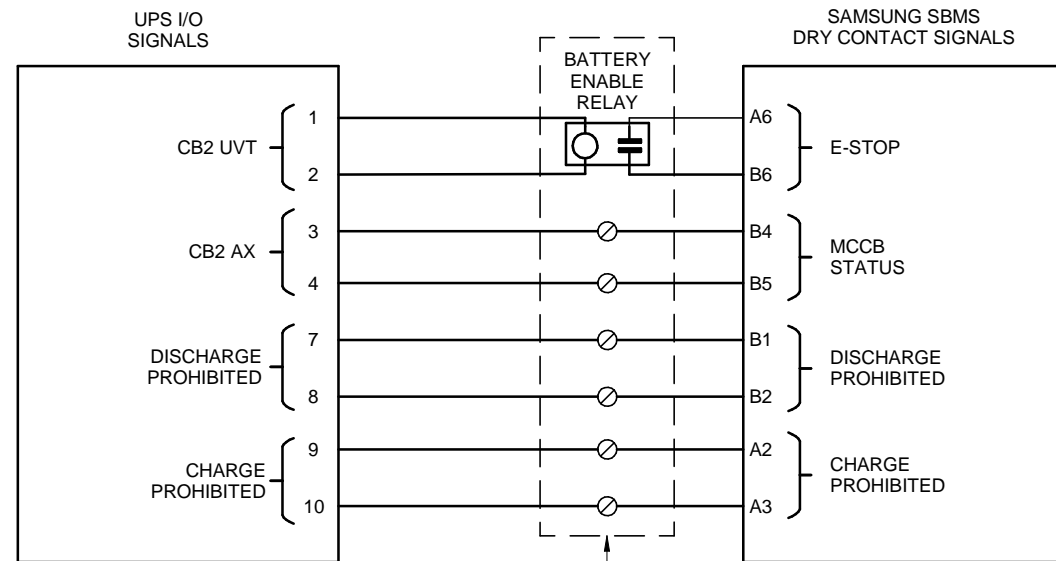 UPS I/O
SIGNALS
SAMSUNG SBMS
DRY CONTACT SIGNALS
BATTERY
ENABLE
RELAY
CB2 UVT
1
2
A6
B6
E-STOP
CB2 AX
3
4
B4
B5
MCCB
STATUS
DISCHARGE
PROHIBITED
7
8
B1
B2
DISCHARGE
PROHIBITED
CHARGE
PROHIBITED
9
10
A2
A3
CHARGE
PROHIBITED